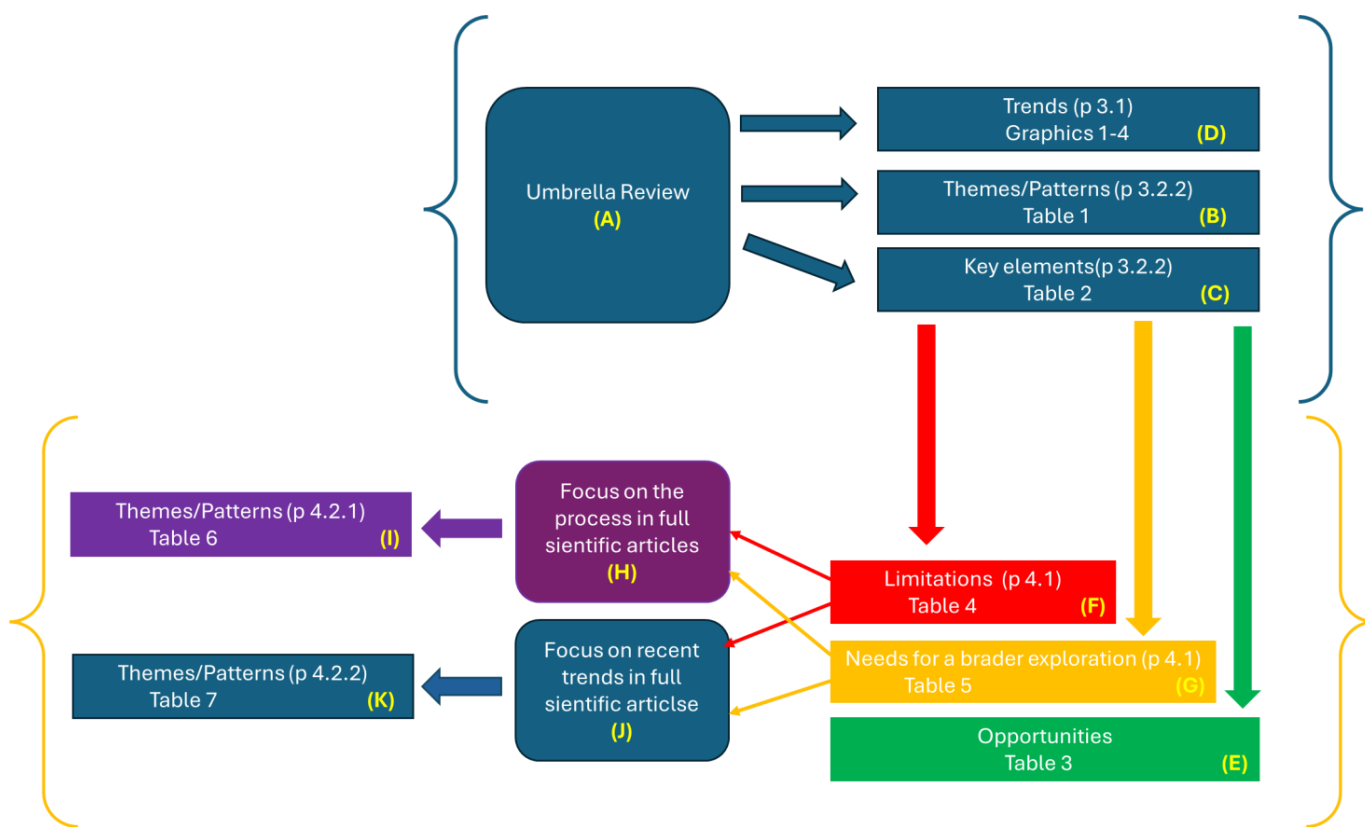 Umbrella Review
(A)
Trends (p 3.1)
Graphics 1-4 (D)
Themes/Patterns (p 3.2.2)
Table 1 (B)
Key elements(p 3.2.2)
Table 2 (C)
Themes/Patterns (p 4.2.1)
Table 6 (I)
Focus on the
process in full
sientific articles
(H)
Limitations (p 4.1)
Table 4 (F)
Themes/Patterns (p 4.2.2)
Table 7 (K)
Focus on recent
trends in full
sientific articlse
(J)
Needs for a brader exploration (p 4.1)
Table 5 (G)
Opportunities
Table 3 (E)